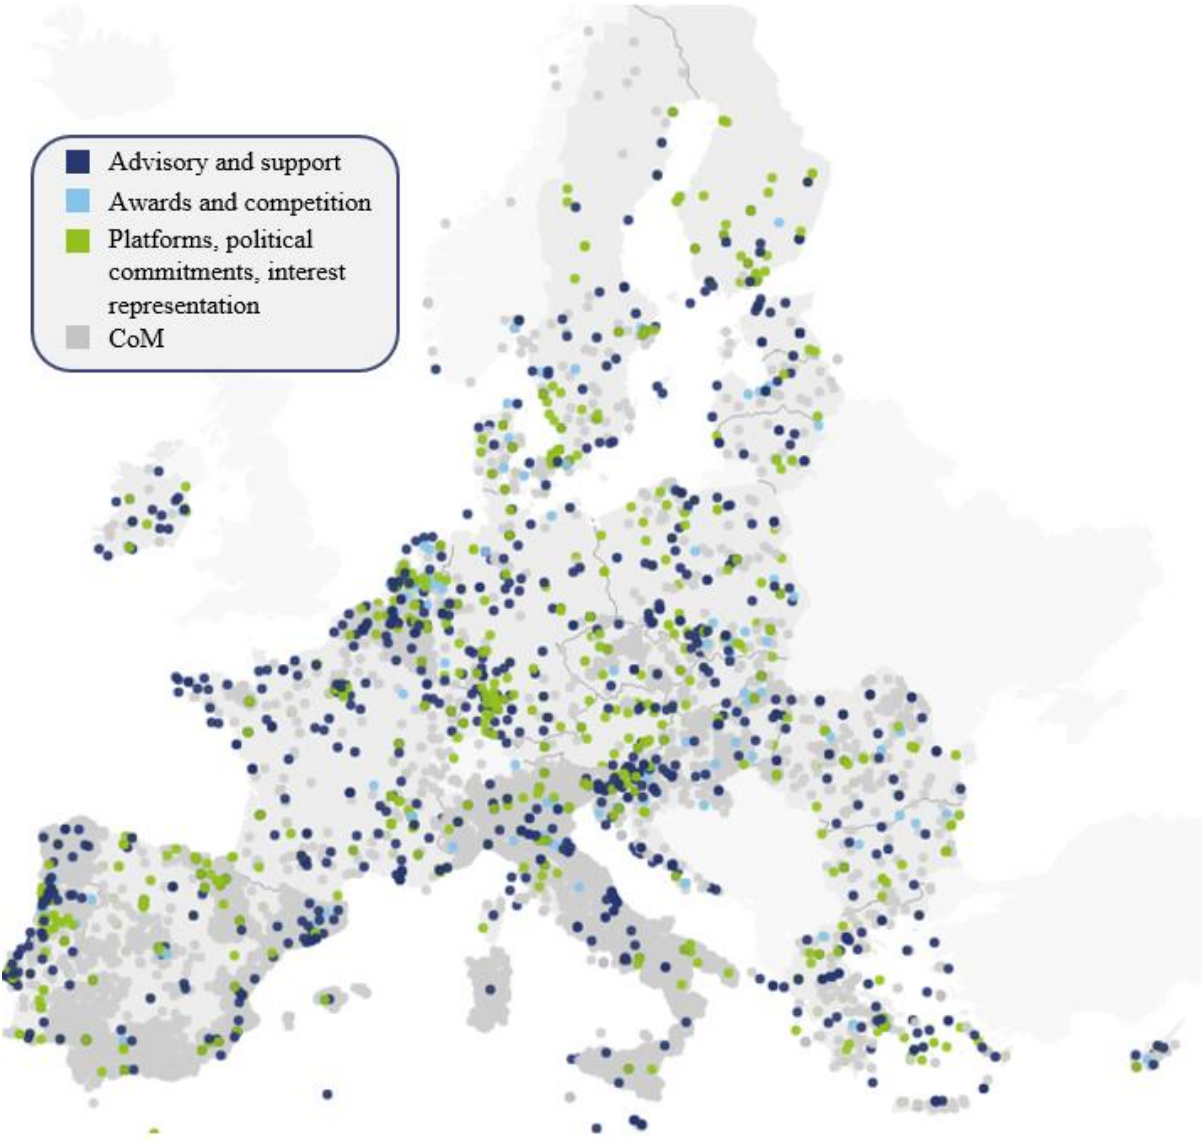 Advisory and support
Awards and competition
Platforms, political
commitments, interest
representation
CoM